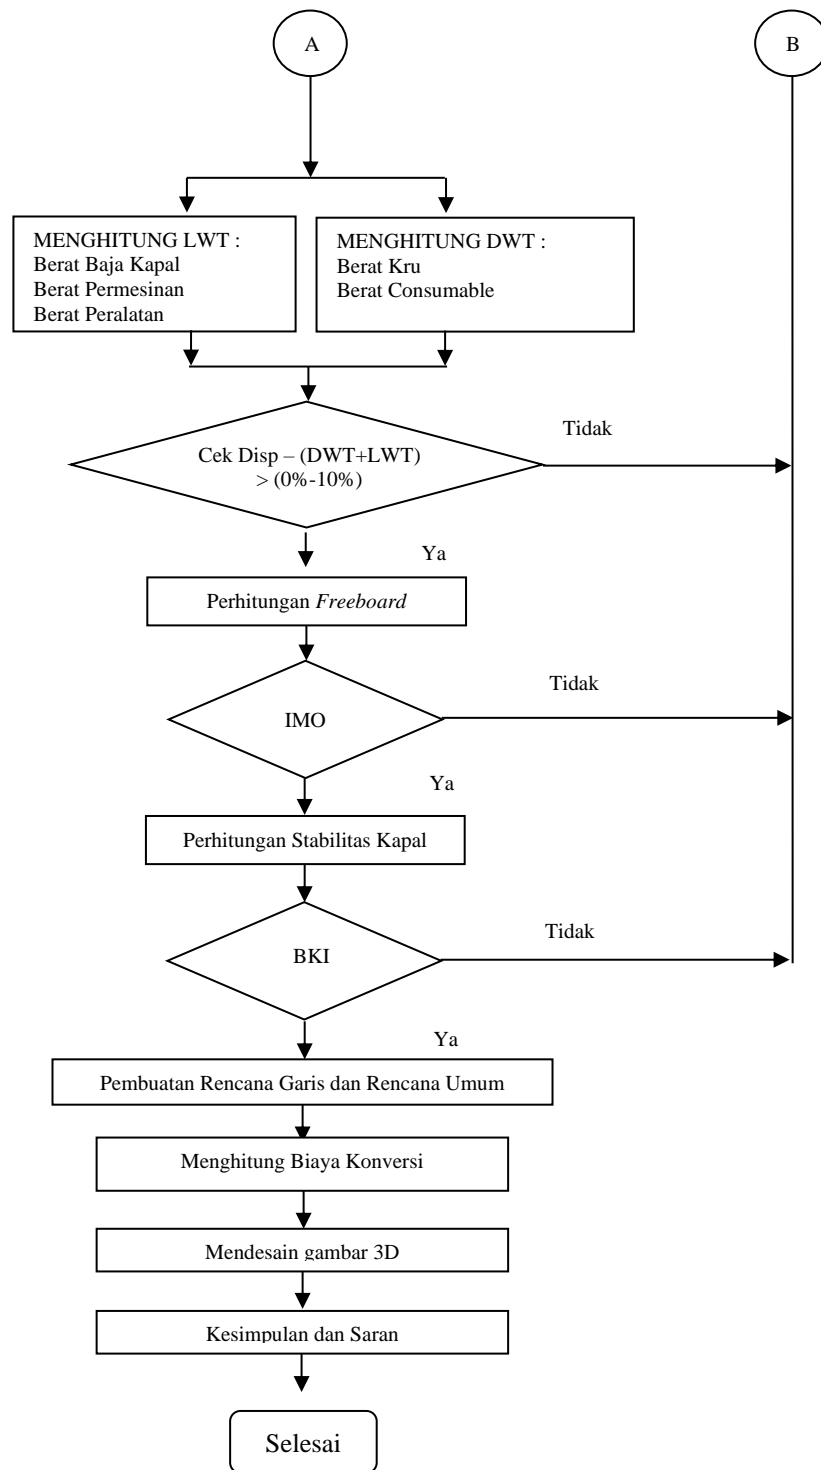 A
B
MENGHITUNG LWT :
Berat Baja Kapal
Berat Permesinan
Berat Peralatan
MENGHITUNG DWT :
Berat Kru
Berat Consumable
Cek Disp – (DWT+LWT)
> (0%-10%)
Tidak
Ya
Perhitungan Freeboard
IMO
Tidak
Ya
Perhitungan Stabilitas Kapal
BKI
Tidak
Ya
Pembuatan Rencana Garis dan Rencana Umum
Menghitung Biaya Konversi
Mendesain gambar 3D
Kesimpulan dan Saran
Selesai